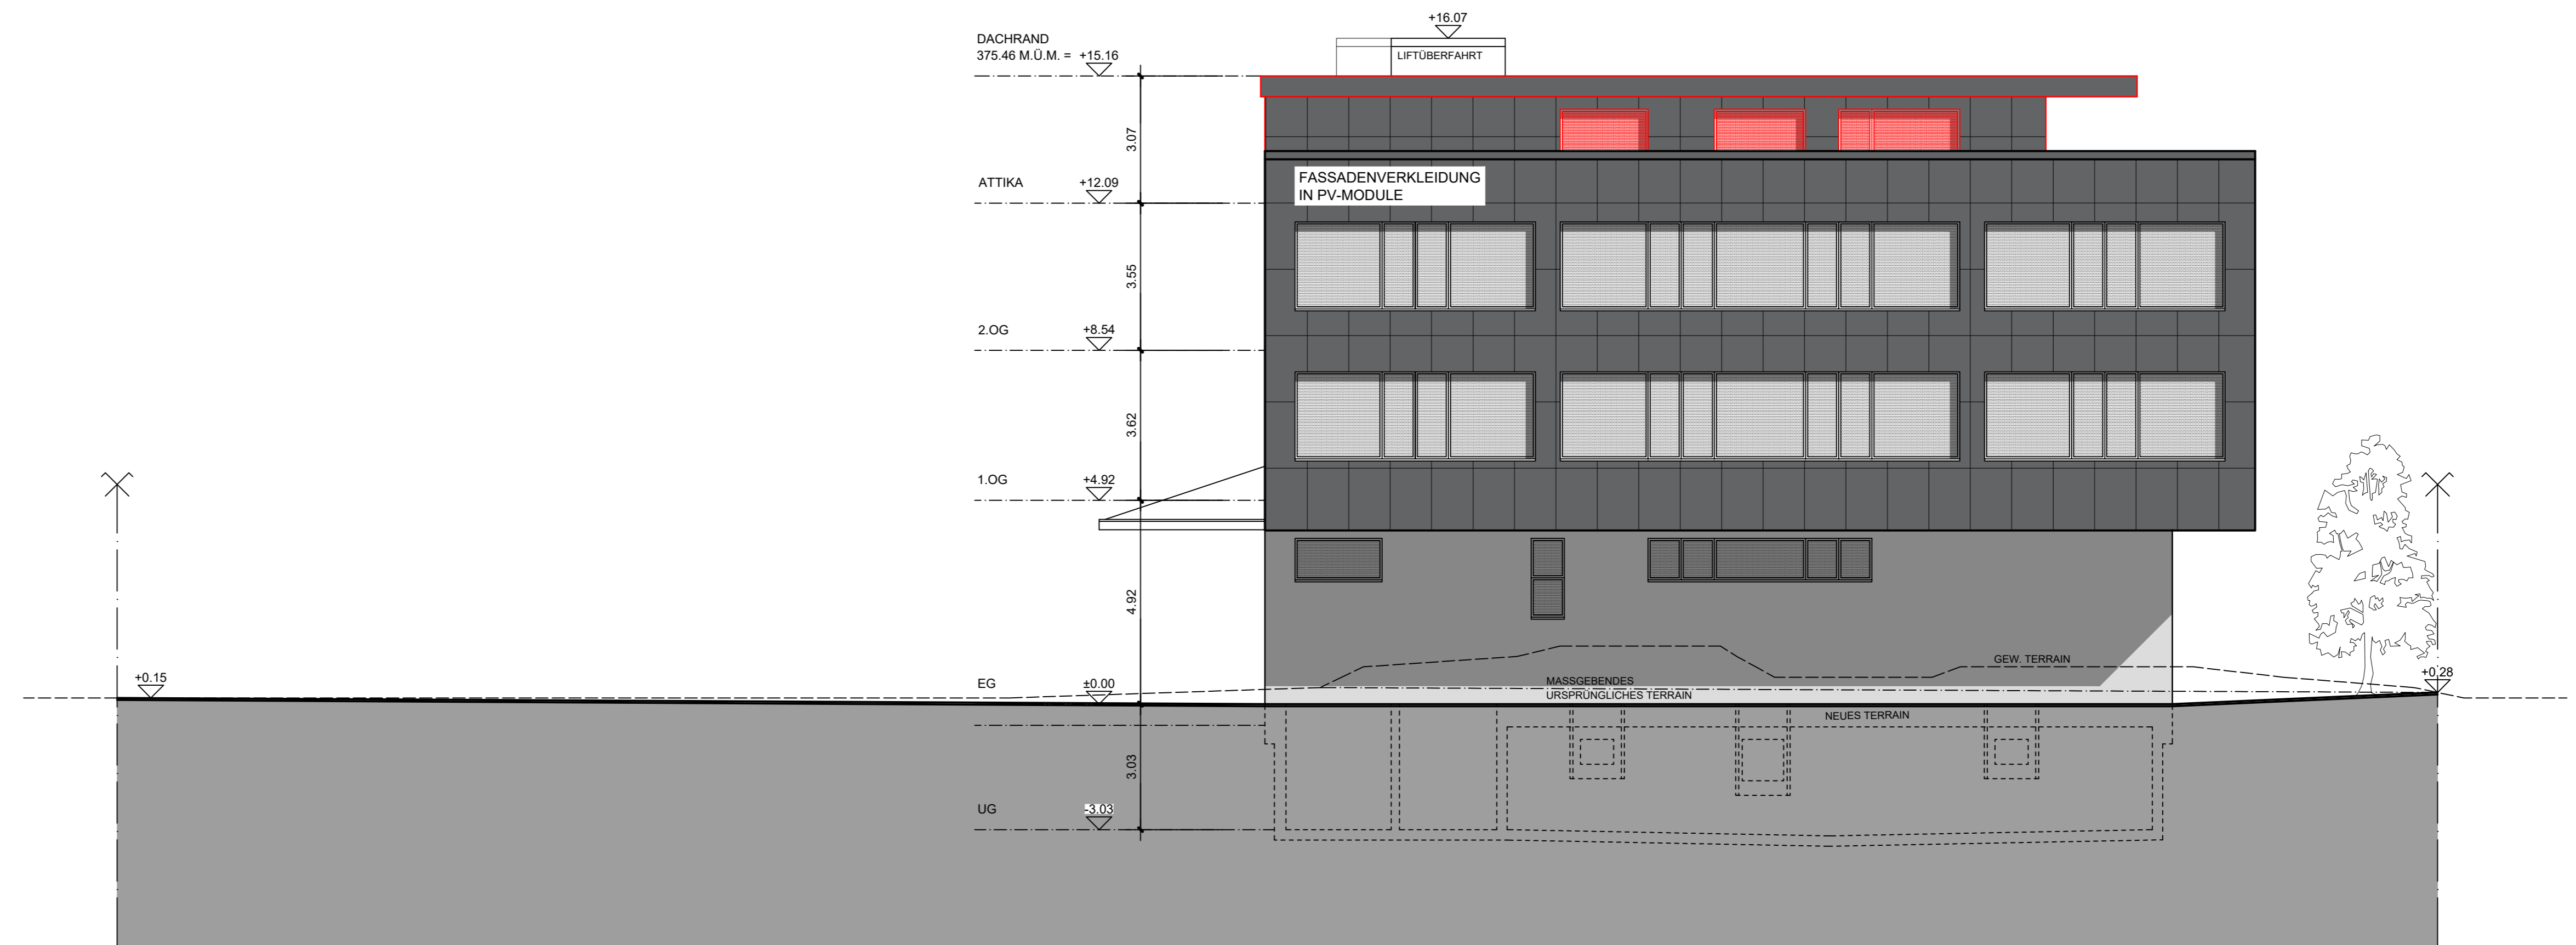 +16.07
DACHRAND
375.46 M.Ü.M. = +15.16
LIFTÜBERFAHRT
3.07
FASSADENVERKLEIDUNG
IN PV-MODULE
ATTIKA +12.09
3.55
2.OG +8.54
3.62
1.OG +4.92
4.92
GEW. TERRAIN
+0.15
+0.28
EG ±0.00
MASSGEBENDES
URSPRÜNGLICHES TERRAIN
NEUES TERRAIN
3.03
UG -3.03